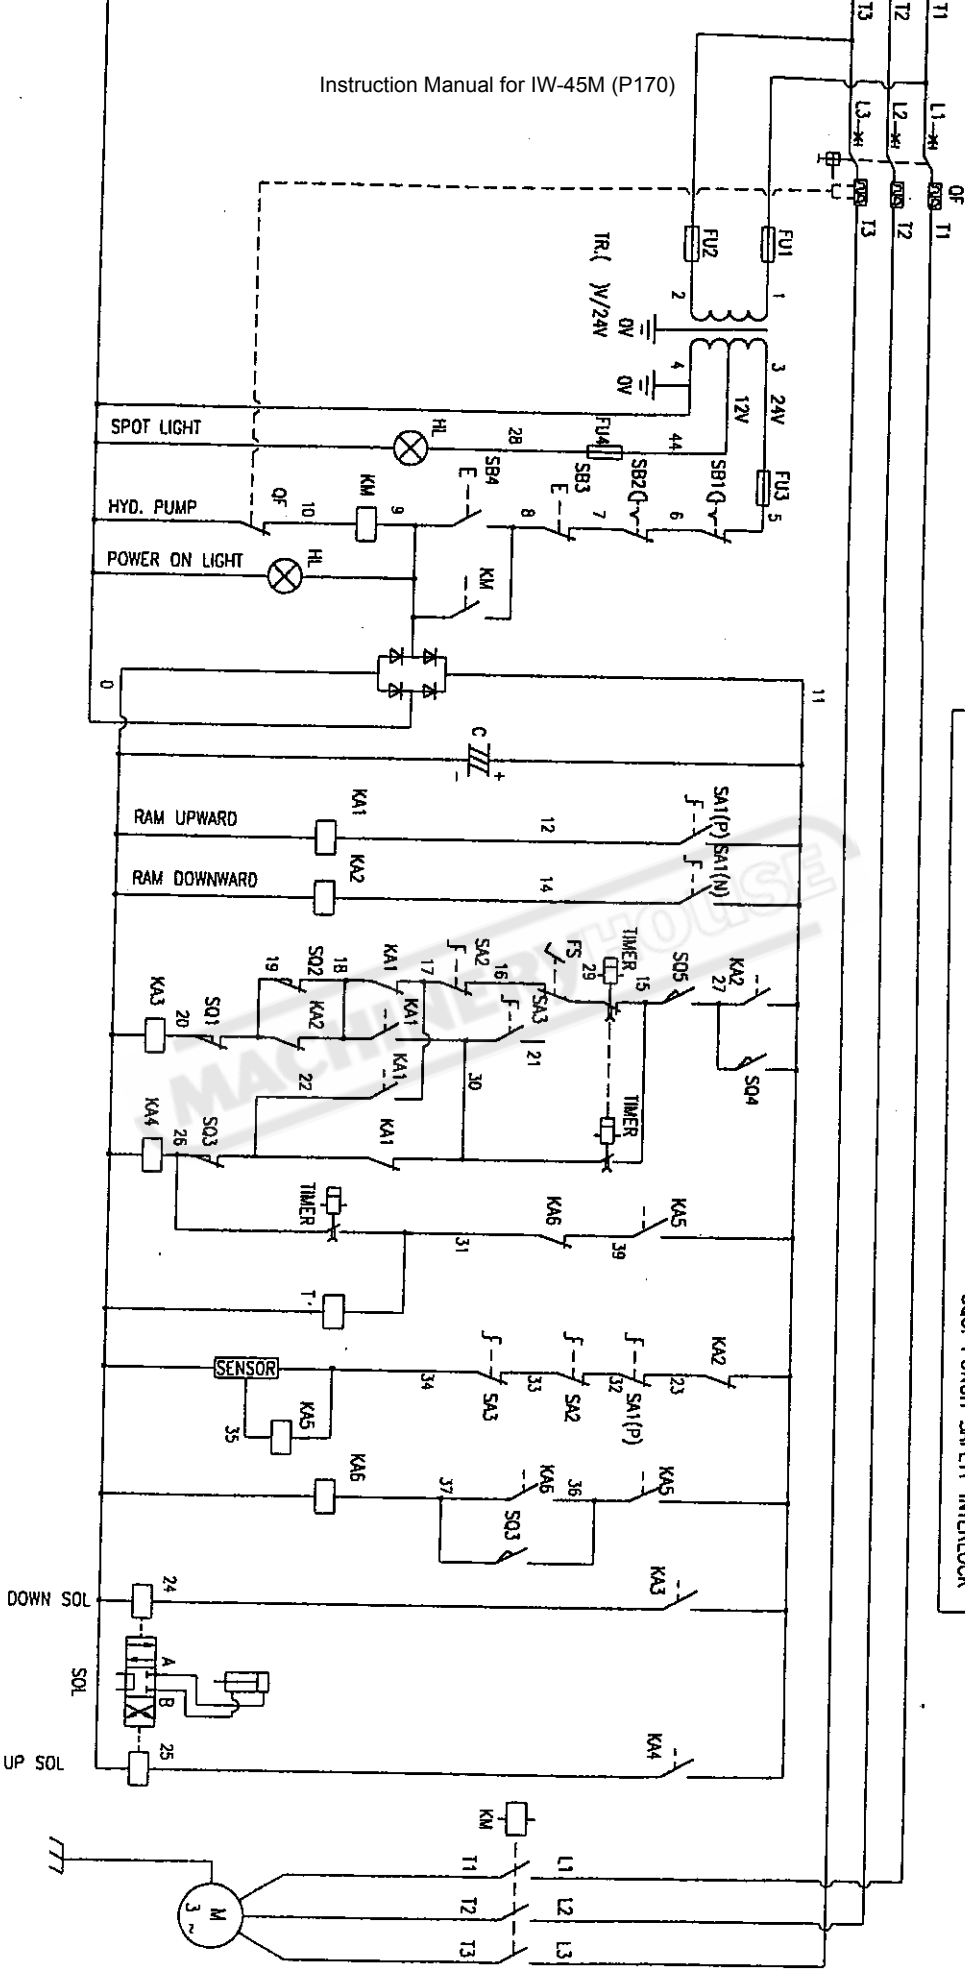 T3
T2
T1
Instruction Manual for IW-45M (P170)
L3
L2
L1
QF
T3
T2
T1
FU2
FU1
TR.( )V/24V
2
1
0V
4
3
0V
12V
24V
SPOT LIGHT
HL
28
FU4
44
FU3
SB4
SB3
SB2
SB1
HYD. PUMP
QF
10
KM
9
8
7
6
5
POWER ON LIGHT
HL
KM
0
11
C
- +
RAM UPWARD
KA1
12
SA1(P)
RAM DOWNWARD
KA2
14
SA1(N)
MACHINERYHOUSE
19
SQ2
18
KA1
17
SA2
16
FS
29
TIMER
15
SQ5
27
KA2
KA3
20
SQ1
KA2
KA1
SA3
21
SQ4
22
KA1
30
KA4
26
SQ3
KA1
TIMER
TIMER
31
KA6
39
KA5
T.
SENSOR
34
SA3
33
SA2
32
SA1(P)
23
KA2
35
KA5
KA6
37
KA6
36
KA5
SQ3
DOWN SOL
24
KA3
SOL
A
B
UP SOL
25
KA4
KM
M
3 ~
T1
L1
T2
L2
T3
L3